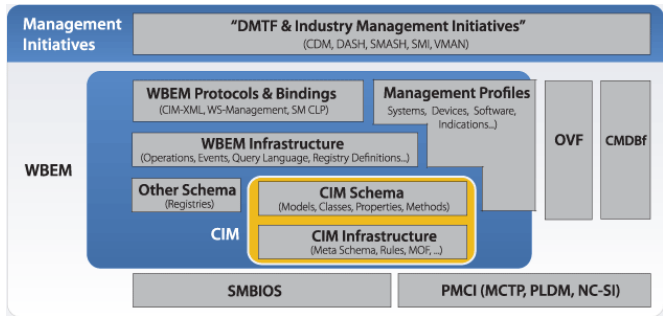 Management
Initiatives
“DMTF & Industry Management Initiatives”
(CDM, DASH, SMASH, SMI, VMAN)
WBEM
WBEM Protocols & Bindings
(CIM-XML, WS-Management, SM CLP)
Management Profiles
Systems, Devices, Software,
Indications...)
WBEM Infrastructure
(Operations, Events, Query Language, Registry Definitions...)
Other Schema
(Registries)
CIM
CIM Schema
(Models, Classes, Properties, Methods)
CIM Infrastructure
(Meta Schema, Rules, MOF, ...)
OVF
CMDBf
SMBIOS
PMCI (MCTP, PLDM, NC-SI)